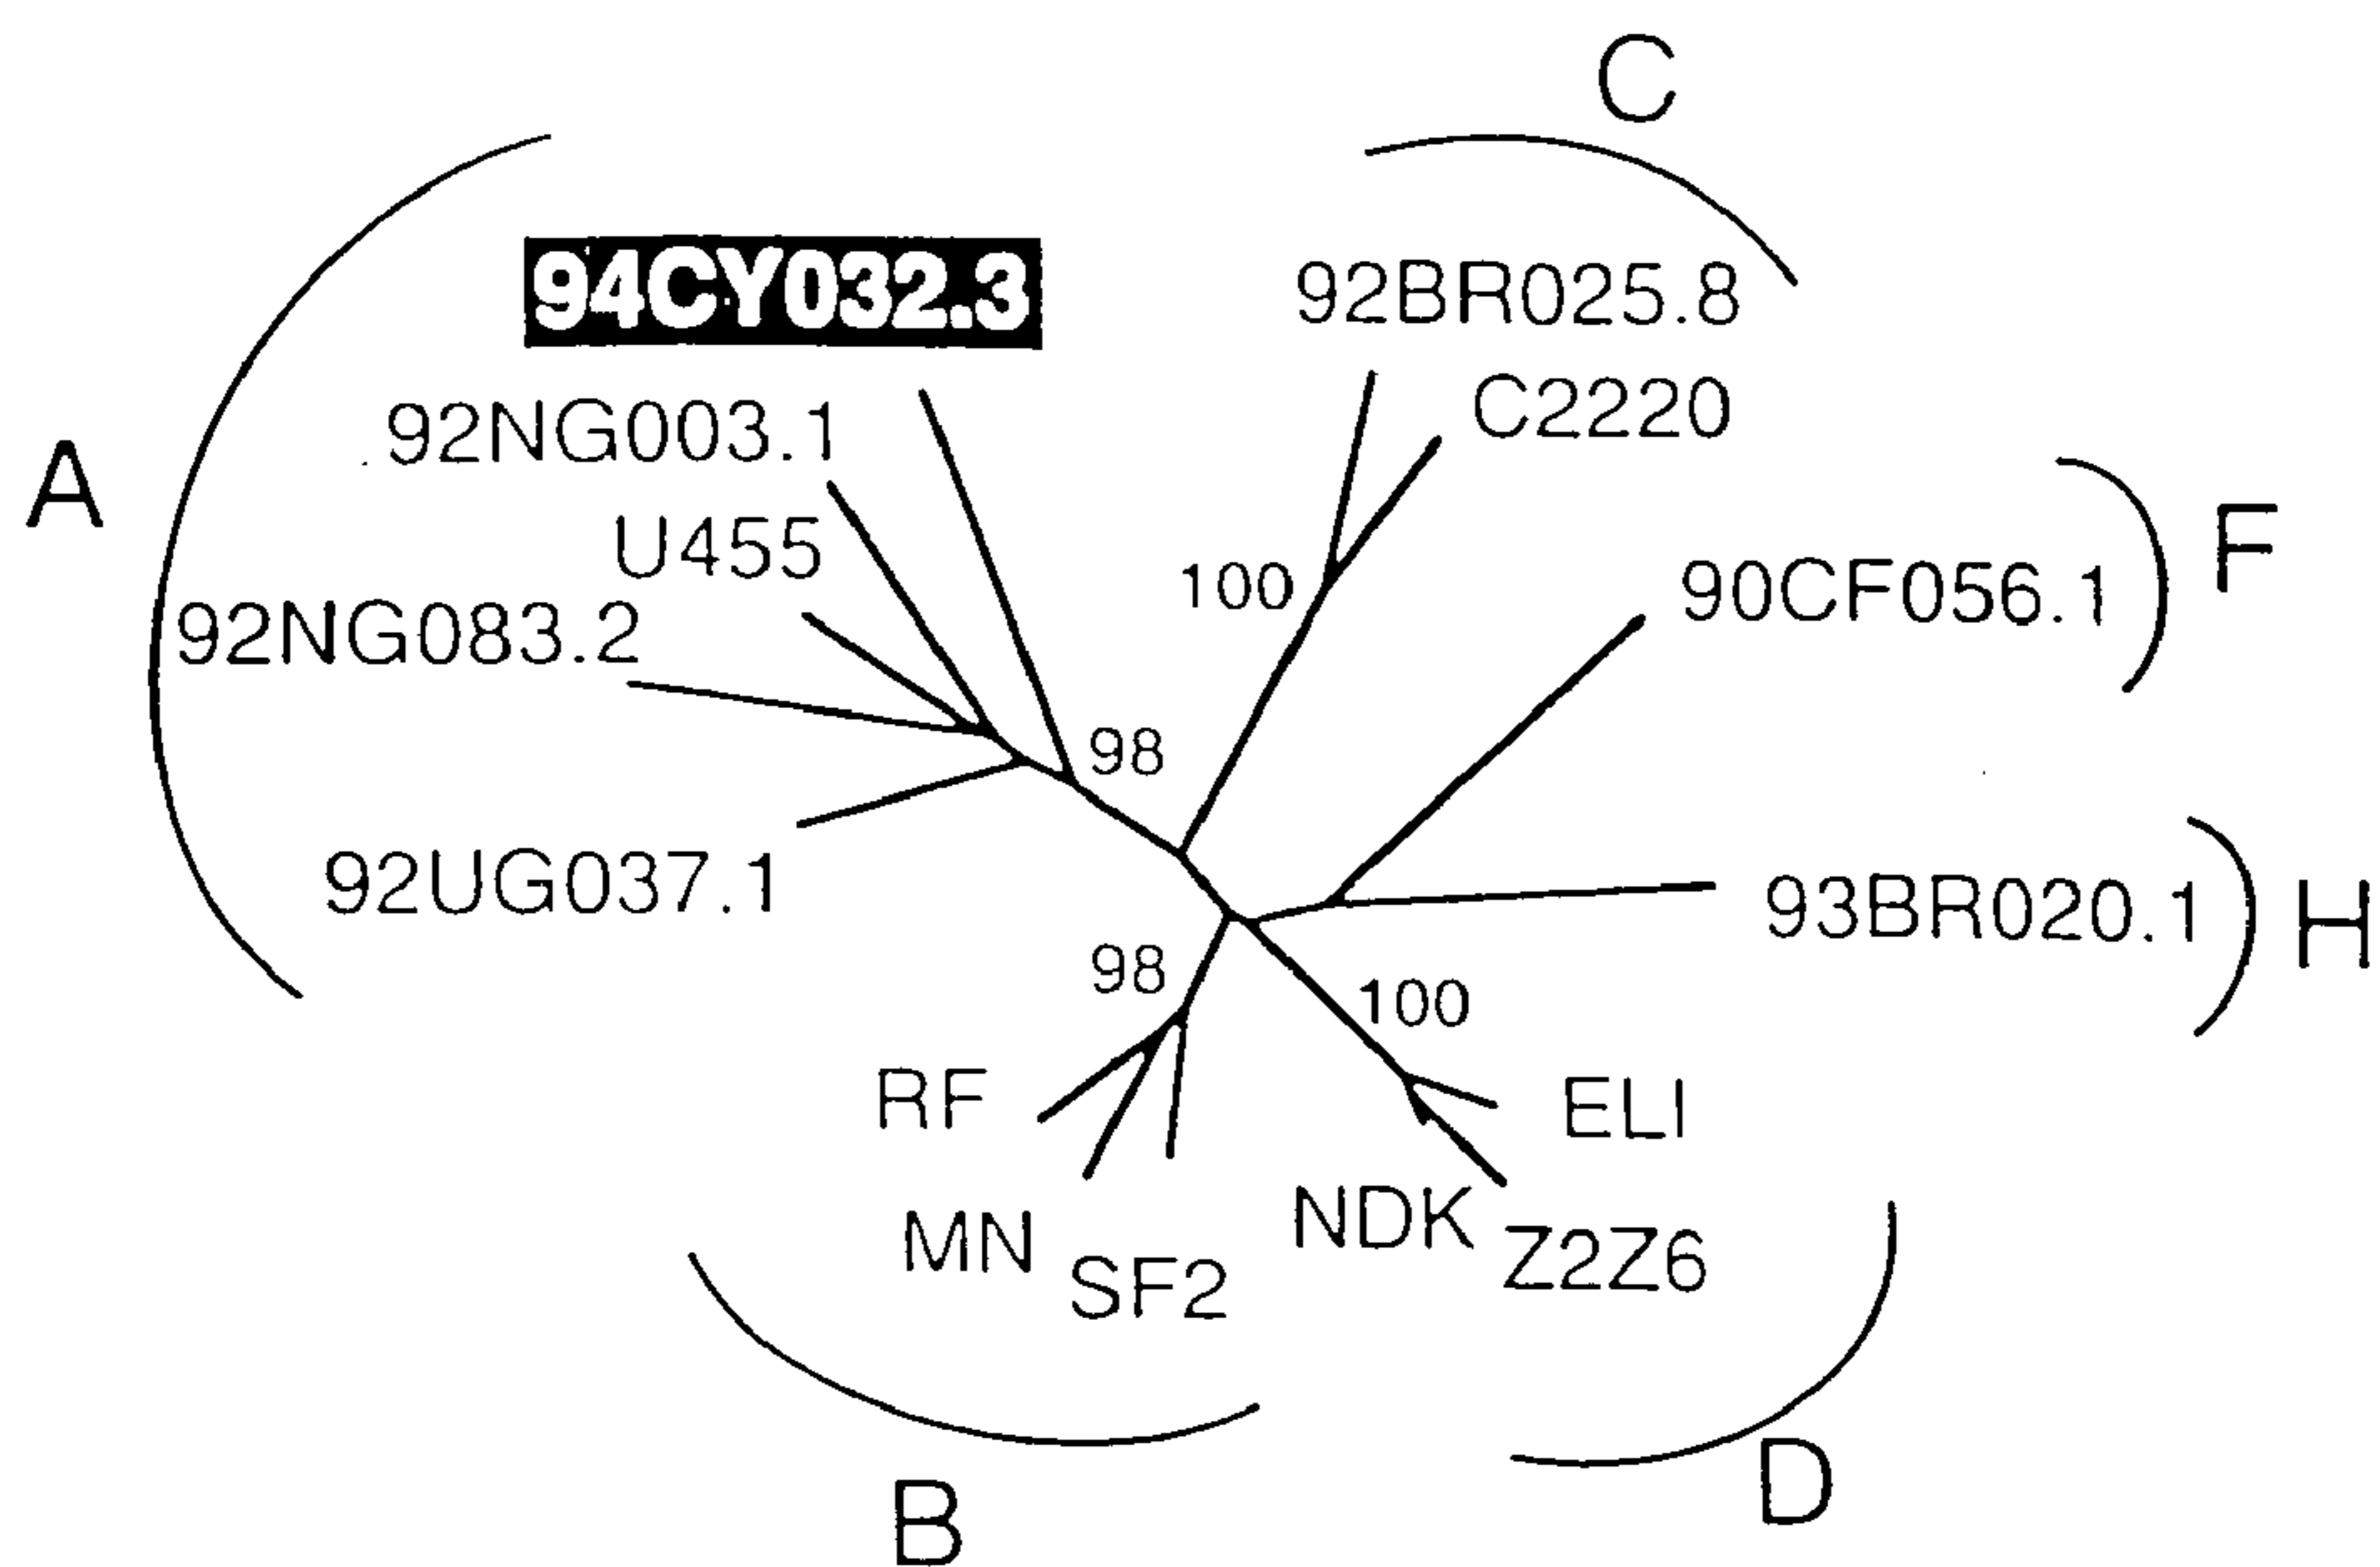 C
94CY032.3
92BR025.8
92NG003.1
C2220
A
U455
F
100
90CF056.1
92NG083.2
98
92UG037.1
93BR020.1
H
98
100
RF
ELI
MN
NDK
SF2
Z2Z6
B
D